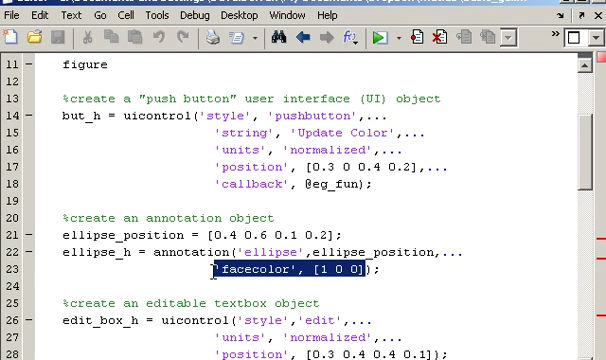 File Edit Text Go Cell Tools Debug Desktop Window Help
11 figure
12
13 %create a "push button" user interface (UI) object
14 but_h = uicontrol('style', 'pushbutton',...
15 'string', 'Update Color',...
16 'units', 'normalized',...
17 'position', [0.3 0 0.4 0.2],...
18 'callback', @eg_fun);
19
20 %create an annotation object
21 ellipse_position = [0.4 0.6 0.1 0.2];
22 ellipse_h = annotation('ellipse',ellipse_position,...
23 'facecolor', [1 0 0]);
24
25 %create an editable textbox object
26 edit_box_h = uicontrol('style','edit',...
27 'units', 'normalized',...
28 'position', [0.3 0.4 0.4 0.1]);